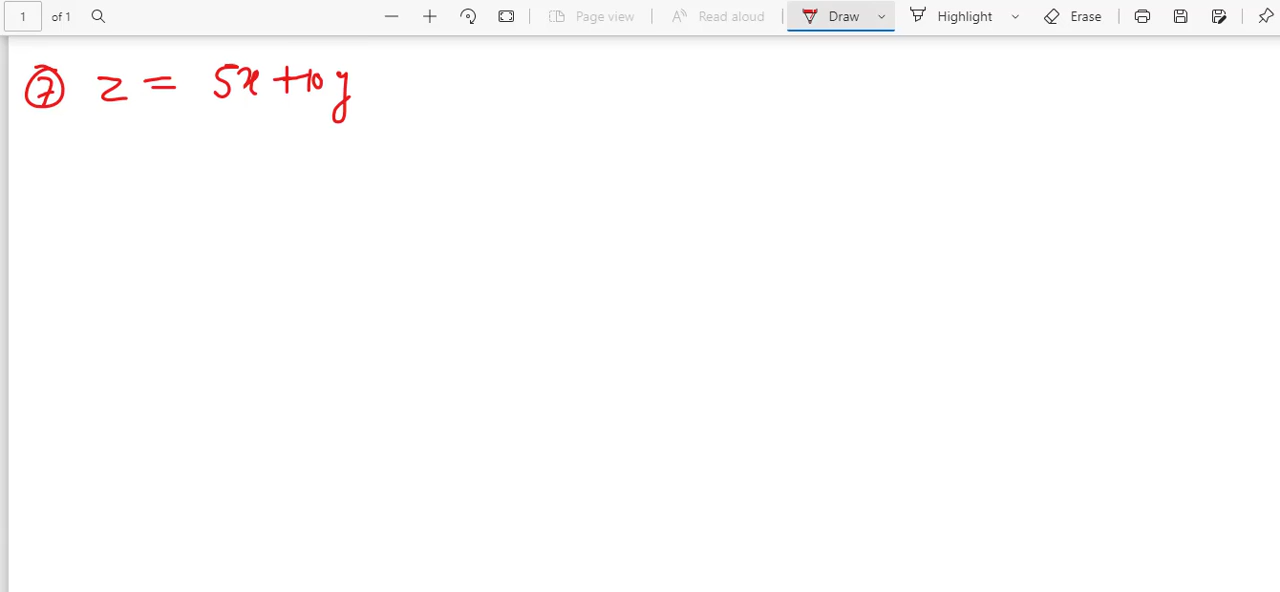 1 of 1 Page view Read aloud Draw Highlight Erase
⑦ z = 5x + 10y